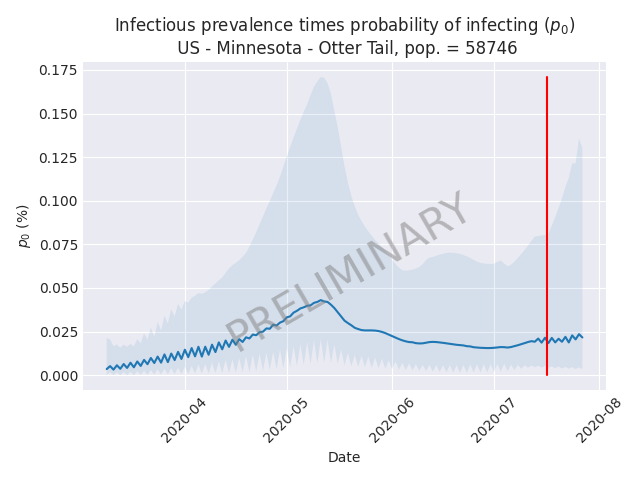 Infectious prevalence times probability of infecting (p₀)
US - Minnesota - Otter Tail, pop. = 58746
0.175
0.150
0.125
0.100
0.075
0.050
0.025
0.000
p₀ (%)
PRELIMINARY
2020-04
2020-05
2020-06
2020-07
2020-08
Date